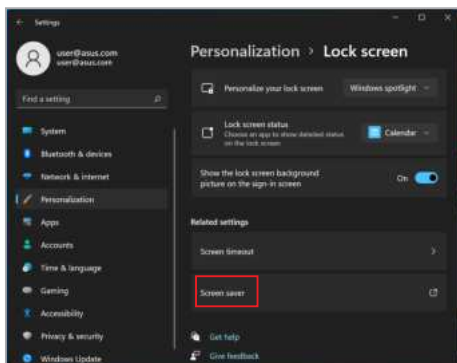 Settings
user@asus.com
user@asus.com
Find a setting
System
Bluetooth & devices
Network & internet
Personalization
Apps
Accounts
Time & language
Gaming
Accessibility
Privacy & security
Windows Update
Personalization > Lock screen
Personalize your lock screen
Windows spotlight
Lock screen status
Choose an app to show detailed status
on the lock screen
Calendar
Show the lock screen background
picture on the sign-in screen
On
Related settings
Screen timeout
Screen saver
Get help
Give feedback